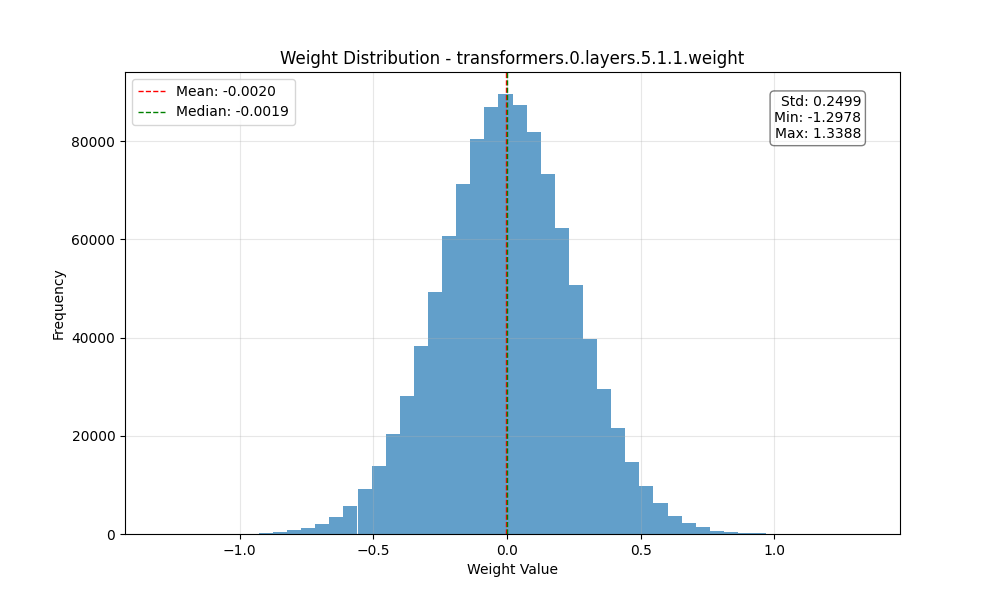 Weight Distribution - transformers.0.layers.5.1.1.weight
Mean: -0.0020
Median: -0.0019
Std: 0.2499
Min: -1.2978
Max: 1.3388
80000
60000
40000
20000
0
Frequency
−1.0 −0.5 0.0 0.5 1.0
Weight Value